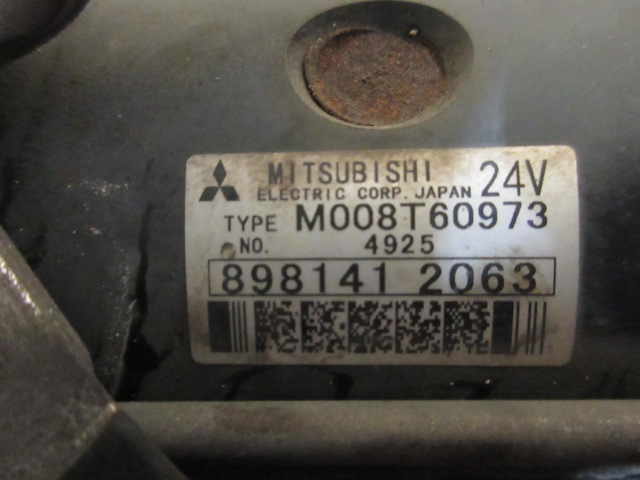 MITSUBISHI 24V
ELECTRIC CORP. JAPAN
TYPE M008T60973
NO. 4925
898141 2063